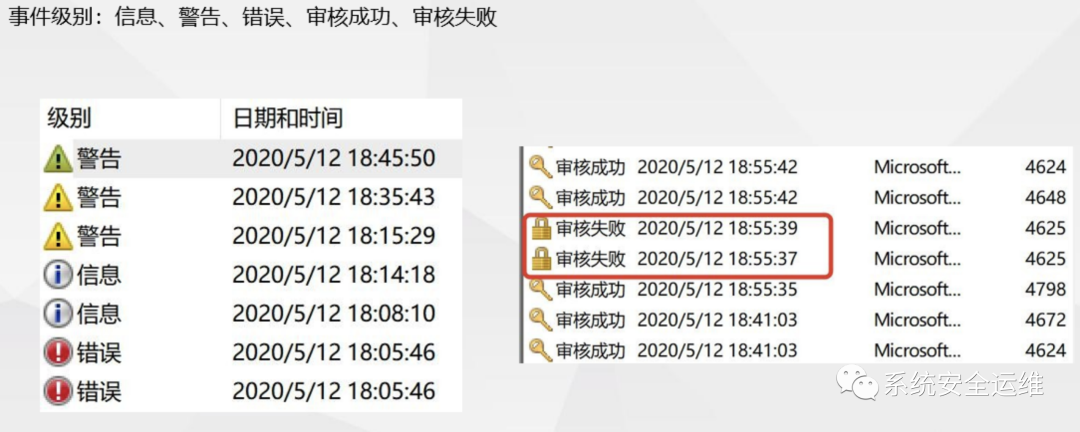 事件级别：信息、警告、错误、审核成功、审核失败
级别 日期和时间
警告 2020/5/12 18:45:50
警告 2020/5/12 18:35:43
警告 2020/5/12 18:15:29
信息 2020/5/12 18:14:18
信息 2020/5/12 18:08:10
错误 2020/5/12 18:05:46
错误 2020/5/12 18:05:46
审核成功 2020/5/12 18:55:42 Microsoft... 4624
审核成功 2020/5/12 18:55:42 Microsoft... 4648
审核失败 2020/5/12 18:55:39 Microsoft... 4625
审核失败 2020/5/12 18:55:37 Microsoft... 4625
审核成功 2020/5/12 18:55:35 Microsoft... 4798
审核成功 2020/5/12 18:41:03 Microsoft... 4672
审核成功 2020/5/12 18:41:03 Microsoft... 4624
系统安全运维